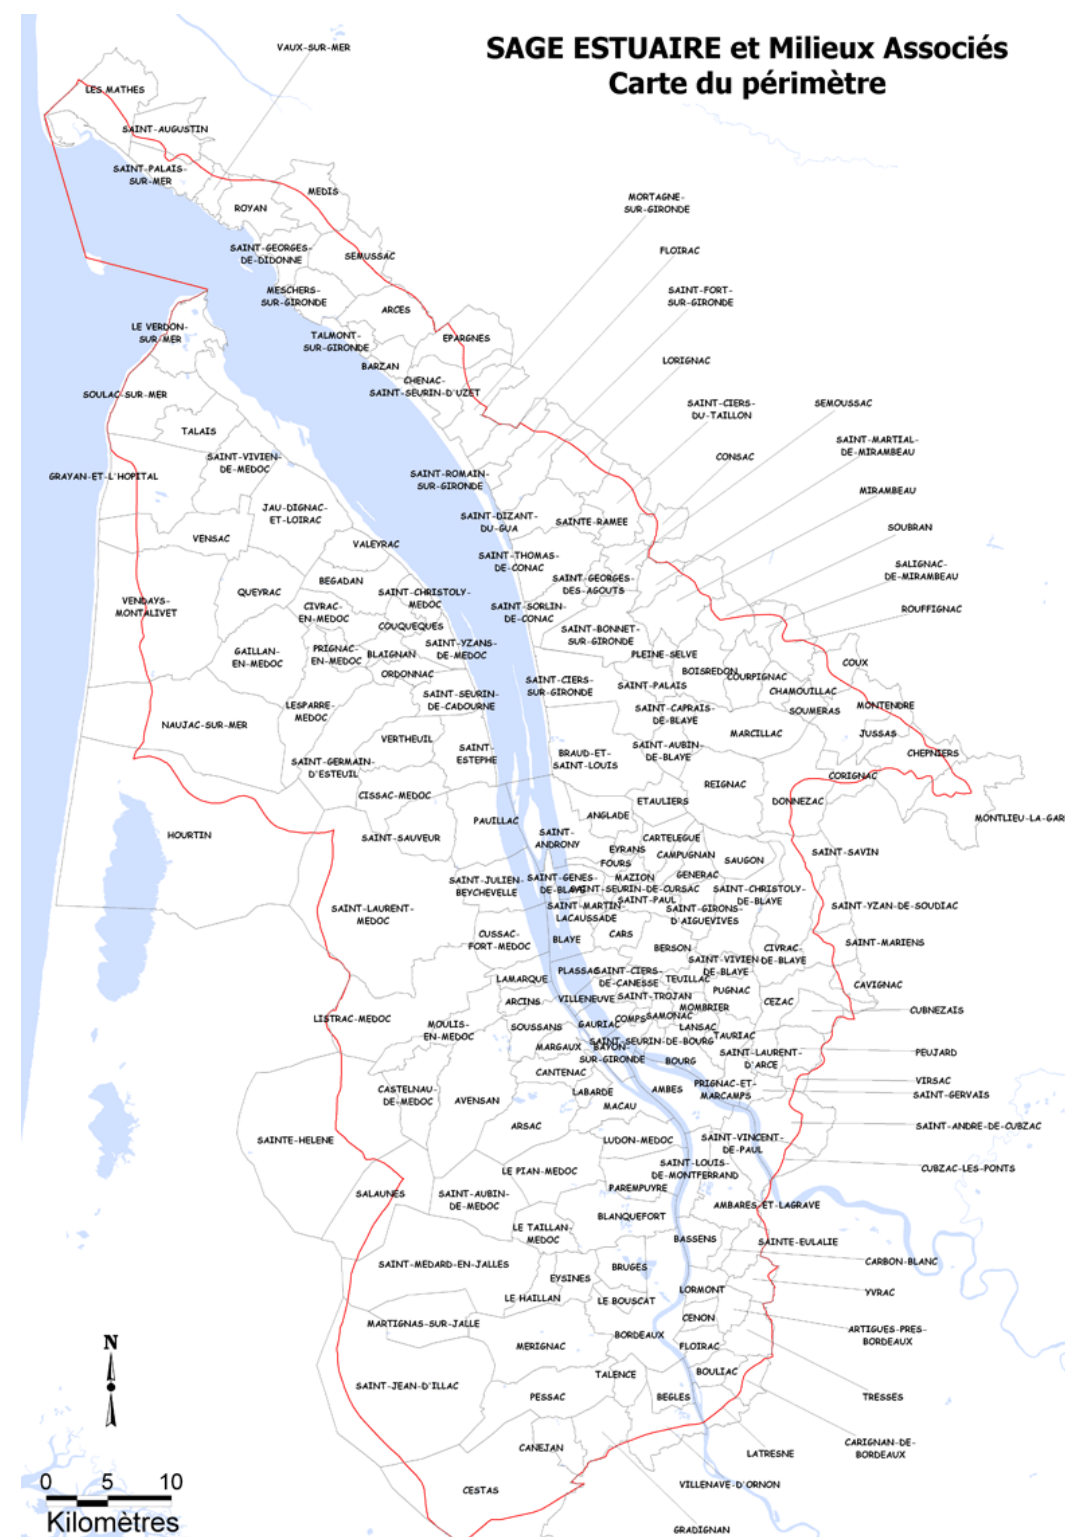 SAGE ESTUAIRE et Milieux Associés
Carte du périmètre
VAUX-SUR-MER
LES MATHES
SAINT-AUGUSTIN
SAINT-PALAIS-
SUR-MER
MEDIS
ROYAN
MORTAGNE-
SUR-GIRONDE
SAINT-GEORGES-
DE-DIDONNE
SEMUSSAC
FLOIRAC
MESCHERS-
SUR-GIRONDE
ARCES
SAINT-FORT-
SUR-GIRONDE
LE VERDON-
SUR-MER
TALMONT-
SUR-GIRONDE
EPARGNES
BARZAN
LORIGNAC
CHENAC-
SAINT-SEURIN-D'UZET
SOULAC-SUR-MER
SAINT-CIERS-
DU-TAILLON
SEMOUSSAC
TALAIS
SAINT-MARTIAL-
DE-MIRAMBEAU
SAINT-VIVIEN-
DE-MEDOC
CONSAC
GRAYAN-ET-L'HOPITAL
SAINT-ROMAIN-
SUR-GIRONDE
MIRAMBEAU
JAU-DIGNAC-
ET-LOIRAC
SAINT-DIZANT-
DU-GUA
SAINTE-RAMEE
SOUBRAN
VENSAC
VALEYRAC
SAINT-THOMAS-
DE-CONAC
SALIGNAC-
DE-MIRAMBEAU
BEGADAN
SAINT-GEORGES-
DES-AGOUTS
QUEYRAC
SAINT-CHRISTOLY-
MEDOC
VENDAYS-
MONTALIVET
CIVRAC-
EN-MEDOC
SAINT-SORLIN-
DE-CONAC
ROUFFIGNAC
COUQUEQUES
SAINT-BONNET-
SUR-GIRONDE
GAILLAN-
EN-MEDOC
PRIGNAC-
EN-MEDOC
BLAIGNAN
SAINT-YZANS-
DE-MEDOC
PLEINE-SELVE
COUX
ORDONNAC
BOISREDON
COURPIGNAC
SAINT-CIERS-
SUR-GIRONDE
SAINT-PALAIS
CHAMOUILLAC
SAINT-SEURIN-
DE-CADOURNE
LESPARRE-
MEDOC
SAINT-CAPRAIS-
DE-BLAYE
SOUMERAS
MONTENDRE
NAUJAC-SUR-MER
MARCILLAC
JUSSAS
VERTHEUIL
SAINT-
ESTEPHE
BRAUD-ET-
SAINT-LOUIS
SAINT-AUBIN-
DE-BLAYE
CHEPNIERS
SAINT-GERMAIN-
D'ESTEUIL
CORIGNAC
REIGNAC
CISSAC-MEDOC
ETAULIERS
DONNEZAC
PAUILLAC
ANGLADE
MONTLIEU-LA-GAR
HOURTIN
SAINT-SAUVEUR
SAINT-
ANDRONY
CARTELEGUE
EYRANS
CAMPUGNAN
SAINT-SAVIN
FOURS
SAUGON
SAINT-JULIEN-
BEYCHEVELLE
SAINT-GENES-
DE-BLAYE
MAZION
GENERAC
SAINT-SEURIN-DE-CURSAC
SAINT-CHRISTOLY-
DE-BLAYE
SAINT-LAURENT-
MEDOC
SAINT-MARTIN-
LACAUSSADE
SAINT-PAUL
SAINT-GIRONS-
D'AIGUEVIVES
SAINT-YZAN-DE-SOUDIAC
CUSSAC-
FORT-MEDOC
BLAYE
CARS
SAINT-MARIENS
BERSON
CIVRAC-
DE-BLAYE
SAINT-VIVIEN-
DE-BLAYE
LAMARQUE
PLASSAC
SAINT-CIERS-
DE-CANESSE
TEUILLAC
CAVIGNAC
ARCINS
VILLENEUVE
SAINT-TROJAN
PUGNAC
CEZAC
MOMBRIER
CUBNEZAIS
LISTRAC-MEDOC
MOULIS-
EN-MEDOC
SOUSSANS
GAURIAC
COMPS
SAMONAC
LANSAC
TAURIAC
MARGAUX
BAYON-
SUR-GIRONDE
SAINT-SEURIN-DE-BOURG
PEUJARD
BOURG
SAINT-LAURENT-
D'ARCE
CANTENAC
VIRSAC
CASTELNAU-
DE-MEDOC
AVENSAN
LABARDE
AMBES
PRIGNAC-ET-
MARCAMPS
SAINT-GERVAIS
MACAU
ARSAC
SAINT-ANDRE-DE-CUBZAC
SAINTE-HELENE
LUDON-MEDOC
SAINT-VINCENT-
DE-PAUL
LE PIAN-MEDOC
SAINT-LOUIS-
DE-MONTFERRAND
CUBZAC-LES-PONTS
SALAUNES
SAINT-AUBIN-
DE-MEDOC
PAREMPUYRE
AMBARES-ET-LAGRAVE
BLANQUEFORT
LE TAILLAN-
MEDOC
BASSENS
SAINTE-EULALIE
CARBON-BLANC
SAINT-MEDARD-EN-JALLES
BRUGES
EYSINES
YVRAC
LE HAILLAN
LE BOUSCAT
LORMONT
MARTIGNAS-SUR-JALLE
CENON
ARTIGUES-PRES-
BORDEAUX
BORDEAUX
MERIGNAC
FLOIRAC
N
TALENCE
BOULIAC
SAINT-JEAN-D'ILLAC
PESSAC
BEGLES
TRESSES
CANEJAN
CARIGNAN-DE-
BORDEAUX
LATRESNE
CESTAS
VILLENAVE-D'ORNON
GRADIGNAN
0 5 10
Kilomètres